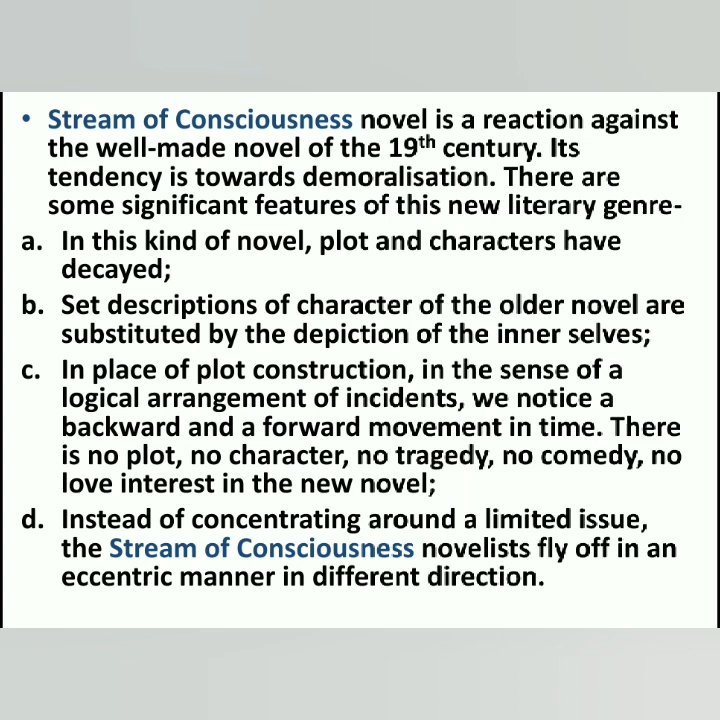 • Stream of Consciousness novel is a reaction against
the well-made novel of the 19th century. Its
tendency is towards demoralisation. There are
some significant features of this new literary genre-
a. In this kind of novel, plot and characters have
decayed;
b. Set descriptions of character of the older novel are
substituted by the depiction of the inner selves;
c. In place of plot construction, in the sense of a
logical arrangement of incidents, we notice a
backward and a forward movement in time. There
is no plot, no character, no tragedy, no comedy, no
love interest in the new novel;
d. Instead of concentrating around a limited issue,
the Stream of Consciousness novelists fly off in an
eccentric manner in different direction.